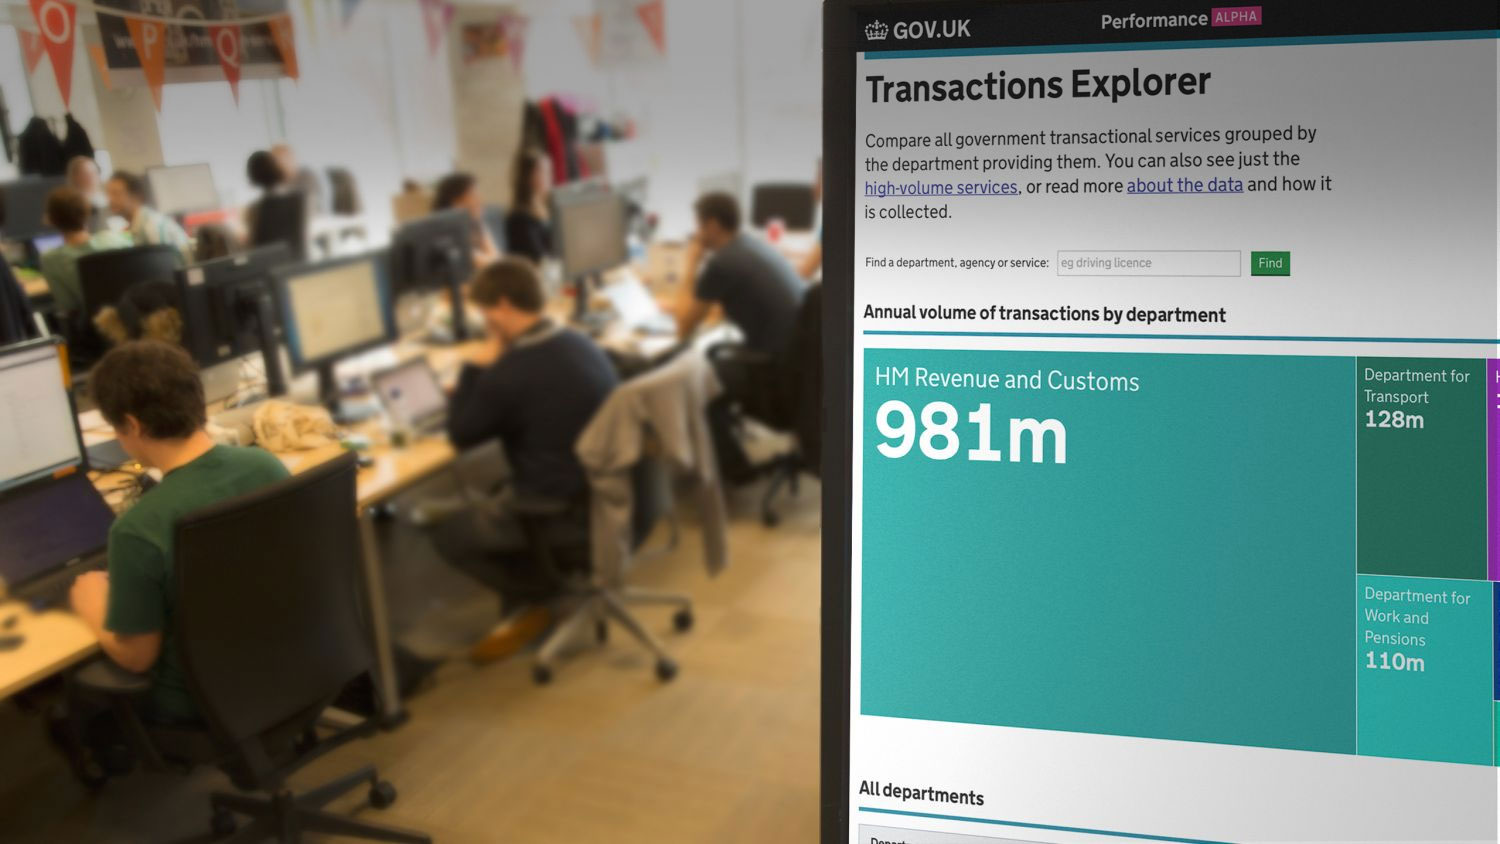 GOV.UK
Performance ALPHA
Transactions Explorer
Compare all government transactional services grouped by
the department providing them. You can also see just the
high-volume services, or read more about the data and how it
is collected.
Find a department, agency or service: eg driving licence Find
Annual volume of transactions by department
HM Revenue and Customs
981m
Department for
Transport
128m
Department for
Work and
Pensions
110m
All departments